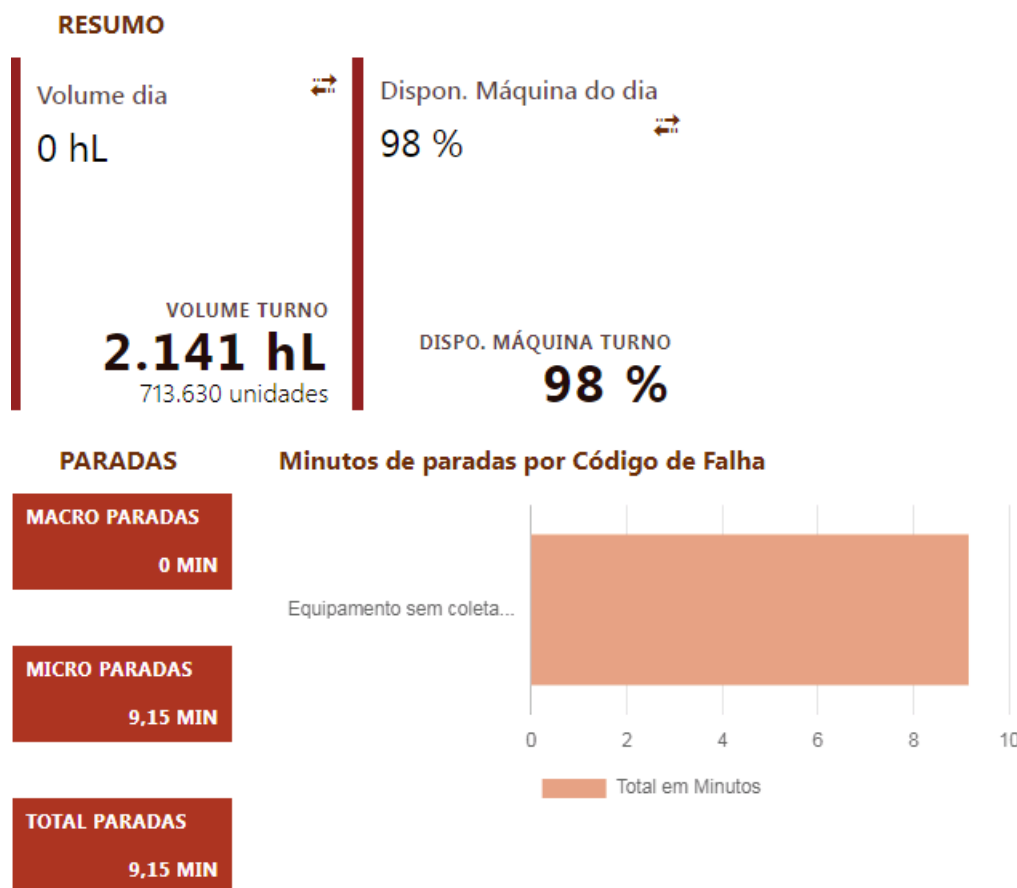 RESUMO
Volume dia
0 hL
VOLUME TURNO
2.141 hL
713.630 unidades
Dispon. Máquina do dia
98 %
DISPO. MÁQUINA TURNO
98 %
PARADAS
MACRO PARADAS
0 MIN
MICRO PARADAS
9,15 MIN
TOTAL PARADAS
9,15 MIN
Minutos de paradas por Código de Falha
Equipamento sem coleta...
0 2 4 6 8 10
Total em Minutos